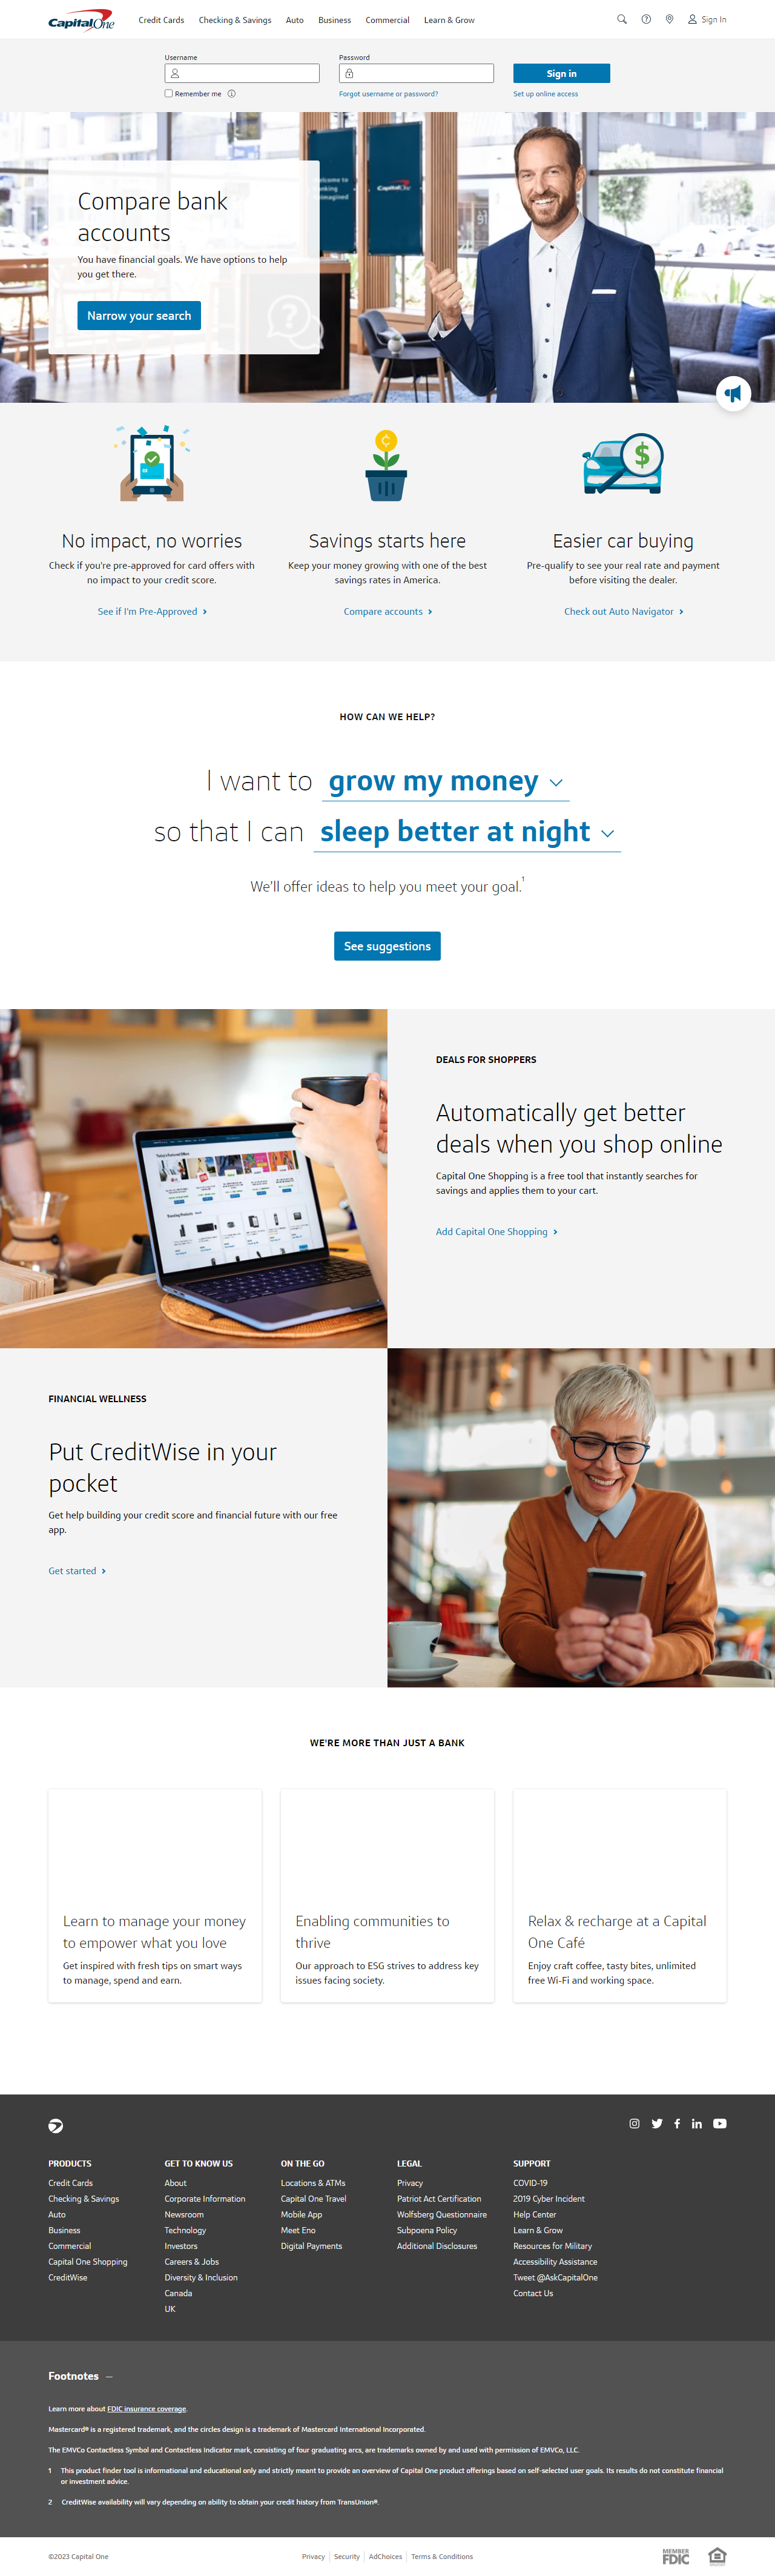 Capital One
Credit Cards
Checking & Savings
Auto
Business
Commercial
Learn & Grow
Sign In
Username
Password
Sign in
Remember me
Forgot username or password?
Set up online access
Compare bank
accounts
You have financial goals. We have options to help
you get there.
Narrow your search
Capital One
No impact, no worries
Check if you're pre-approved for card offers with
no impact to your credit score.
See if I'm Pre-Approved
Savings starts here
Keep your money growing with one of the best
savings rates in America.
Compare accounts
Easier car buying
Pre-qualify to see your real rate and payment
before visiting the dealer.
Check out Auto Navigator
HOW CAN WE HELP?
I want to grow my money
so that I can sleep better at night
We'll offer ideas to help you meet your goal.1
See suggestions
DEALS FOR SHOPPERS
Automatically get better
deals when you shop online
Capital One Shopping is a free tool that instantly searches for
savings and applies them to your cart.
Add Capital One Shopping
FINANCIAL WELLNESS
Put CreditWise in your
pocket
Get help building your credit score and financial future with our free
app.
Get started
WE'RE MORE THAN JUST A BANK
Learn to manage your money
to empower what you love
Get inspired with fresh tips on smart ways
to manage, spend and earn.
Enabling communities to
thrive
Our approach to ESG strives to address key
issues facing society.
Relax & recharge at a Capital
One Café
Enjoy craft coffee, tasty bites, unlimited
free Wi-Fi and working space.
PRODUCTS
Credit Cards
Checking & Savings
Auto
Business
Commercial
Capital One Shopping
CreditWise
GET TO KNOW US
About
Corporate Information
Newsroom
Technology
Investors
Careers & Jobs
Diversity & Inclusion
Canada
UK
ON THE GO
Locations & ATMs
Capital One Travel
Mobile App
Meet Eno
Digital Payments
LEGAL
Privacy
Patriot Act Certification
Wolfsberg Questionnaire
Subpoena Policy
Additional Disclosures
SUPPORT
COVID-19
2019 Cyber Incident
Help Center
Learn & Grow
Resources for Military
Accessibility Assistance
Tweet @AskCapitalOne
Contact Us
Footnotes —
Learn more about FDIC insurance coverage.
Mastercard® is a registered trademark, and the circles design is a trademark of Mastercard International Incorporated.
The EMVCo Contactless Symbol and Contactless Indicator mark, consisting of four graduating arcs, are trademarks owned by and used with permission of EMVCo, LLC.
1 This product finder tool is informational and educational only and strictly meant to provide an overview of Capital One product offerings based on self-selected user goals. Its results do not constitute financial
or investment advice.
2 CreditWise availability will vary depending on ability to obtain your credit history from TransUnion®.
©2023 Capital One
Privacy
Security
AdChoices
Terms & Conditions
MEMBER
FDIC